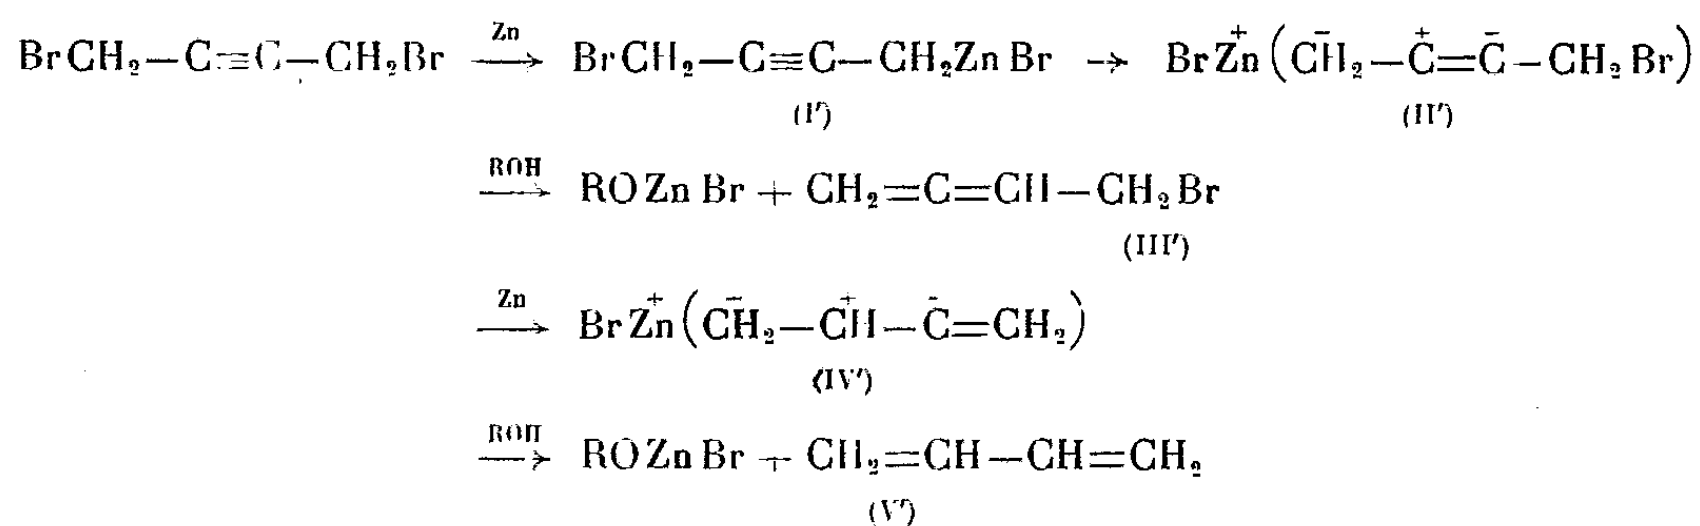 BrCH₂—C≡C—CH₂Br —Zn→ BrCH₂—C≡C—CH₂ZnBr → BrZn⁺(C̄H₂—C⁺=C̄—CH₂Br)
(I′) (II′)
—ROH→ ROZnBr + CH₂=C=CH—CH₂Br
(III′)
—Zn→ BrZn⁺(C̄H₂—C⁺H—C̄=CH₂)
(IV′)
—ROH→ ROZnBr + CH₂=CH—CH=CH₂
(V′)